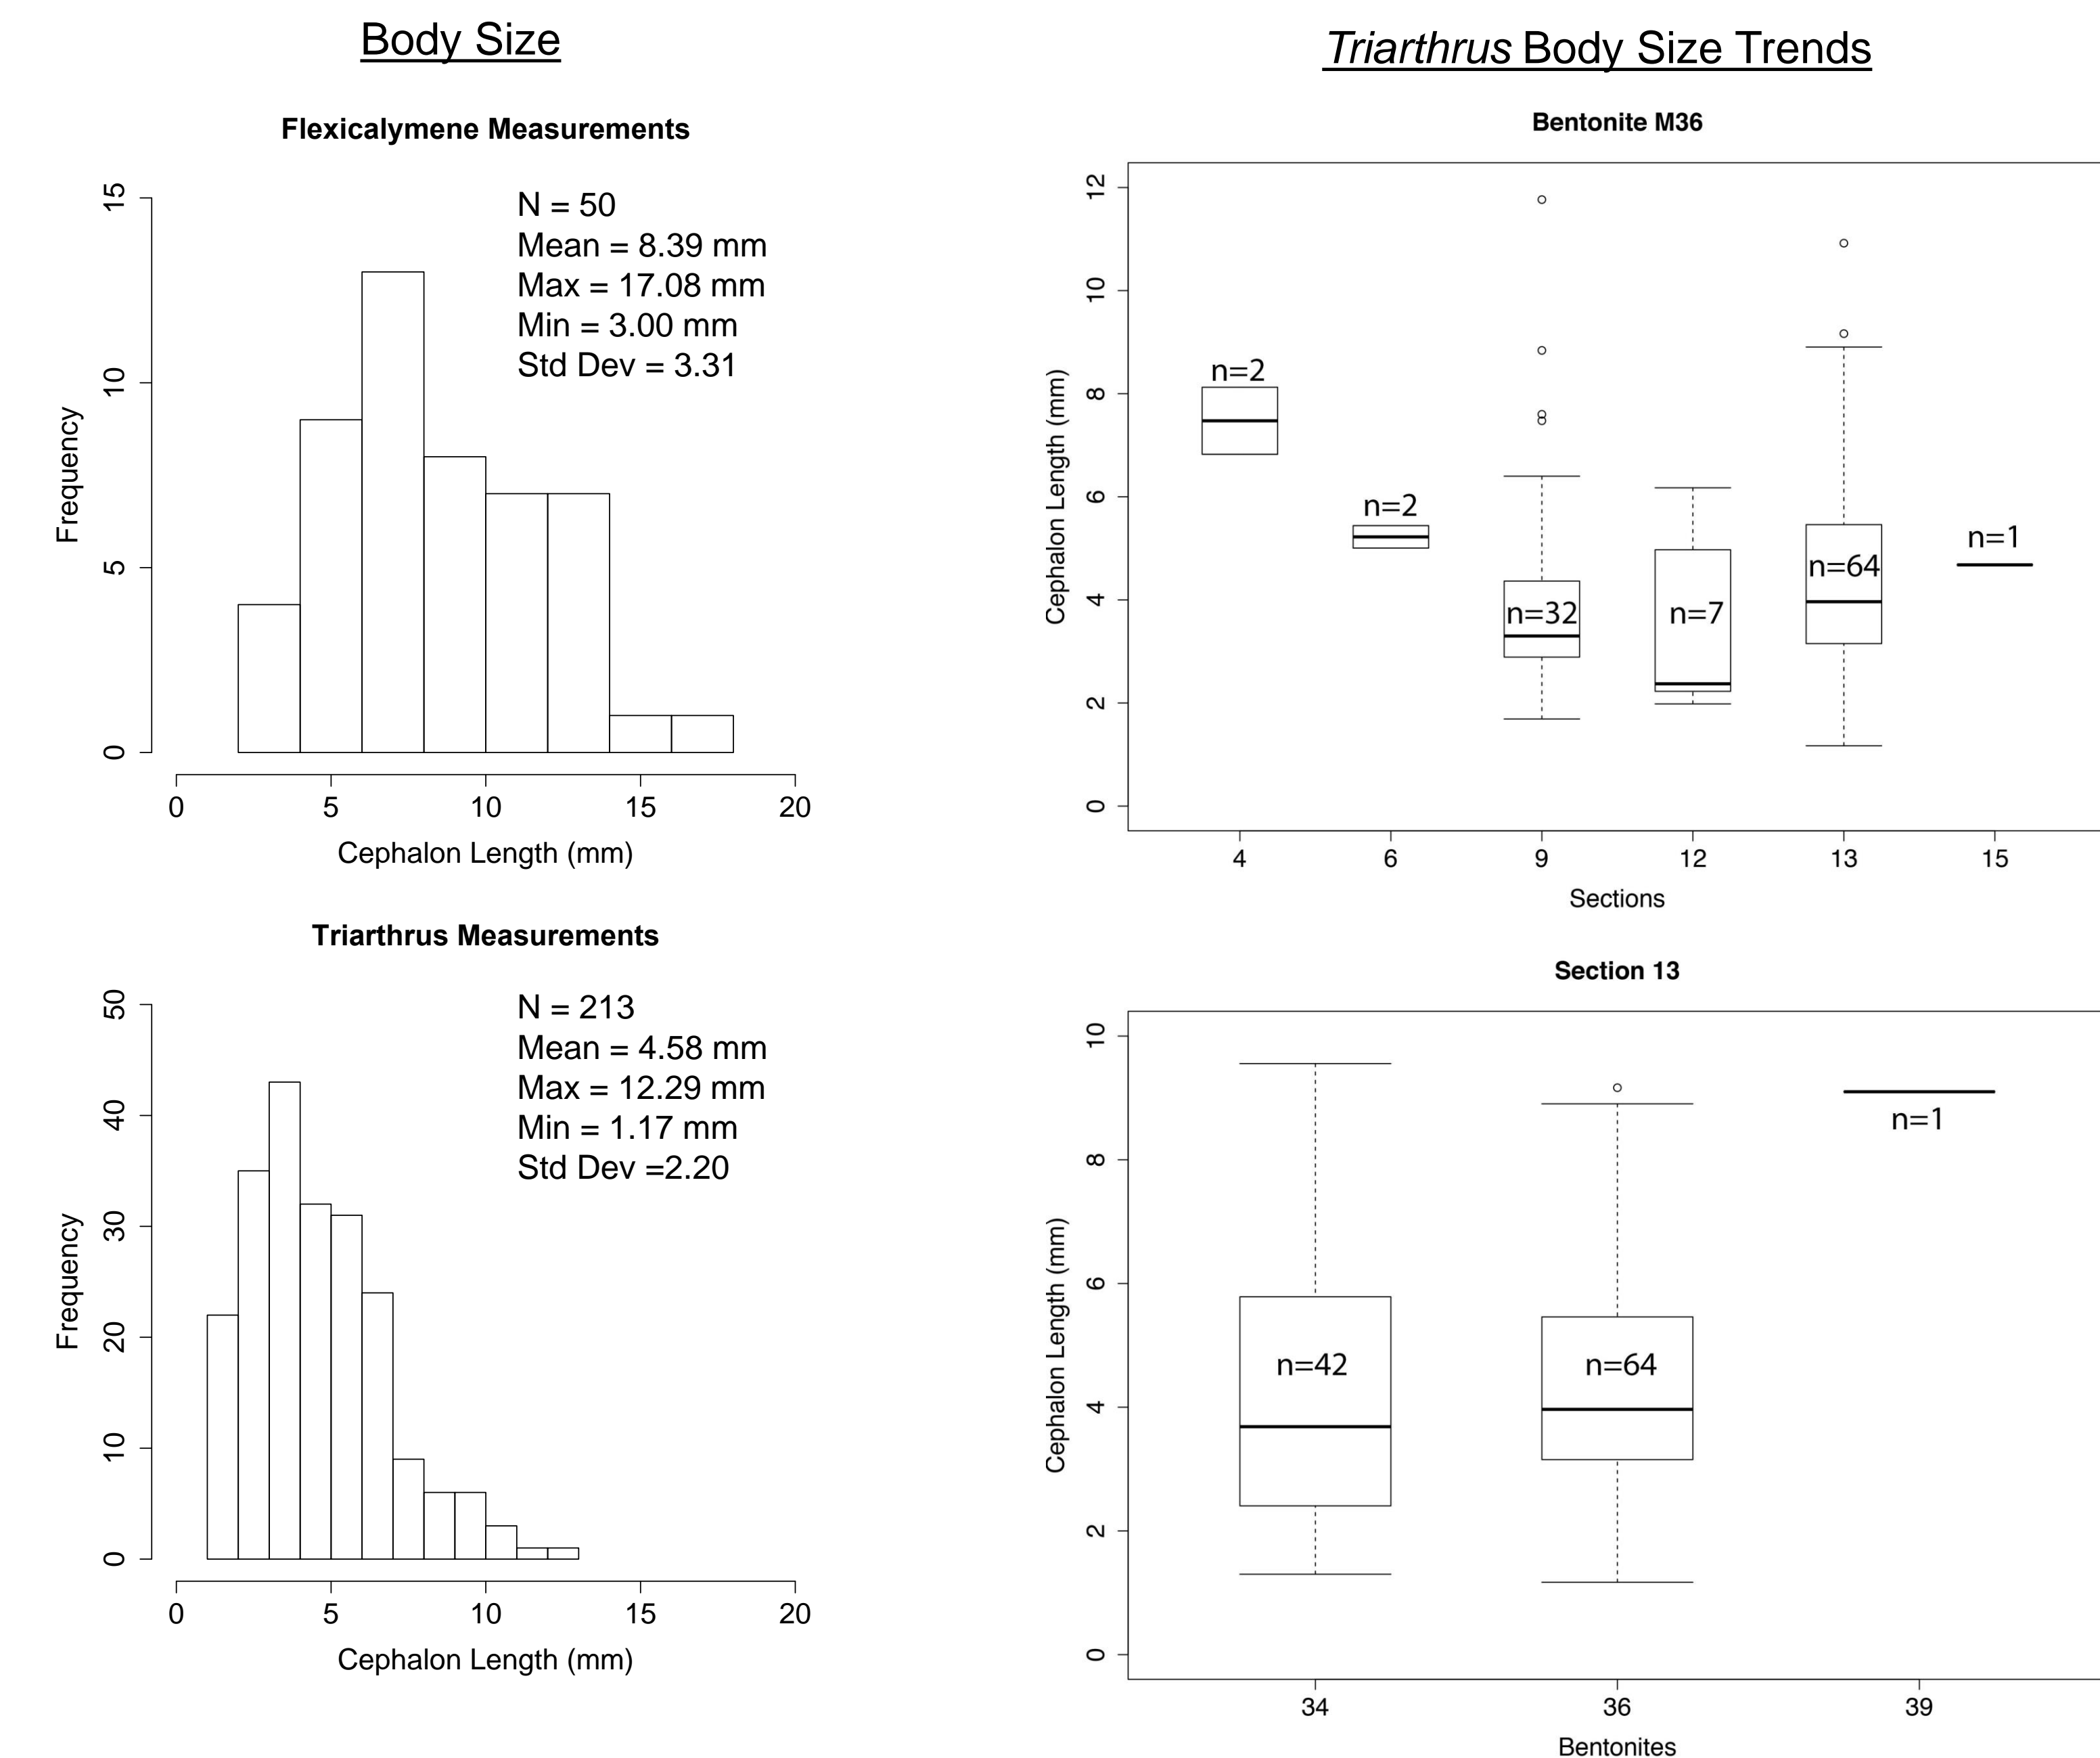 Body Size
Flexicalymene Measurements
15
10
5
0
Frequency
N = 50
Mean = 8.39 mm
Max = 17.08 mm
Min = 3.00 mm
Std Dev = 3.31
0 5 10 15 20
Cephalon Length (mm)
Triarthrus Measurements
50
40
30
20
10
0
Frequency
N = 213
Mean = 4.58 mm
Max = 12.29 mm
Min = 1.17 mm
Std Dev =2.20
0 5 10 15 20
Cephalon Length (mm)
Triarthrus Body Size Trends
Bentonite M36
12
10
8
6
4
2
0
Cephalon Length (mm)
n=2
n=2
n=32
n=7
n=64
n=1
4 6 9 12 13 15
Sections
Section 13
10
8
6
4
2
0
Cephalon Length (mm)
n=42
n=64
n=1
34 36 39
Bentonites